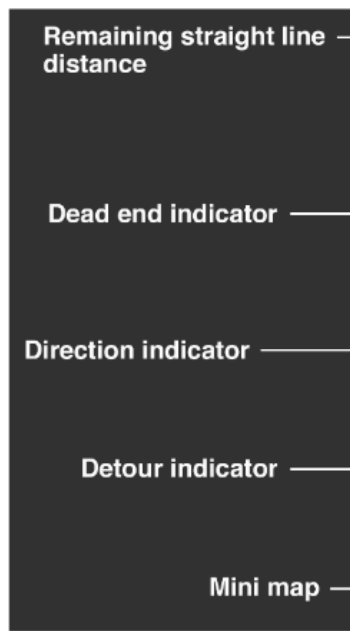 Remaining straight line
distance
Dead end indicator
Direction indicator
Detour indicator
Mini map